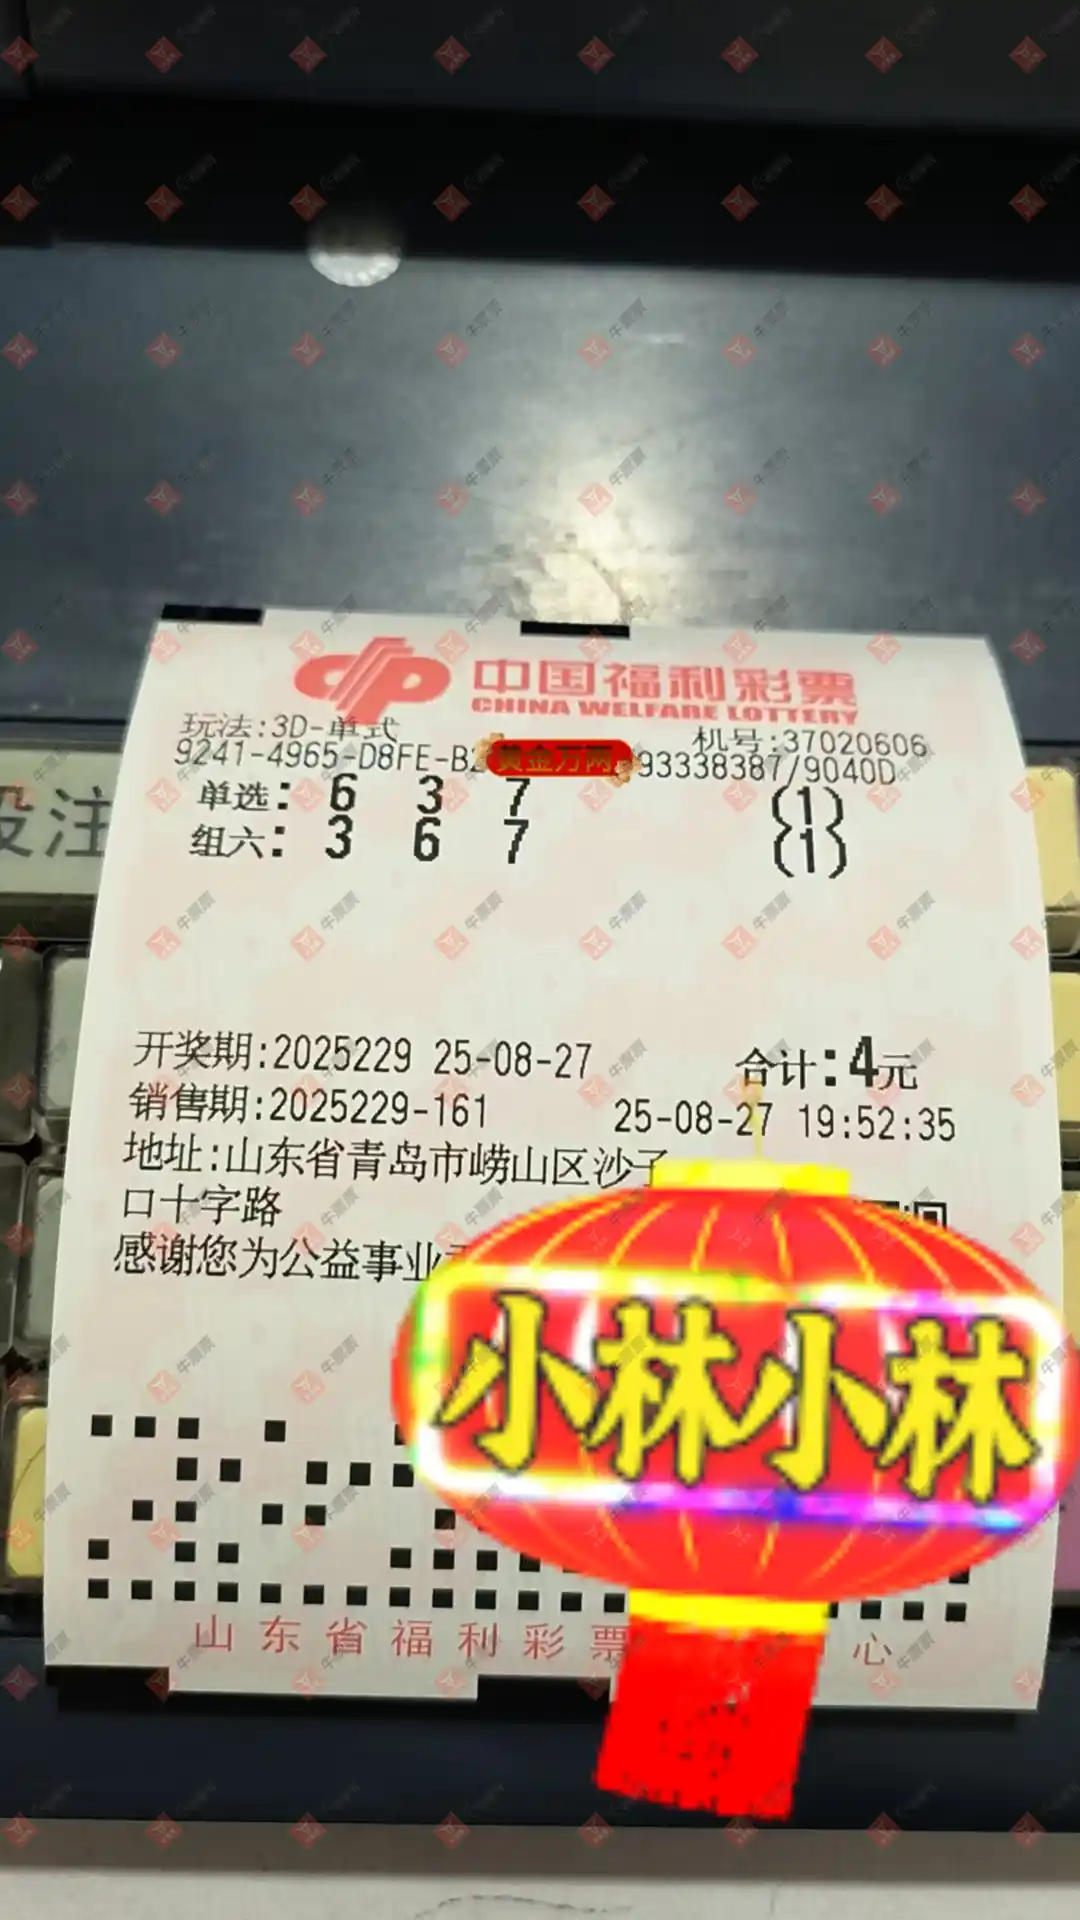 中国福利彩票
CHINA WELFARE LOTTERY
玩法:3D-单式
机号:37020606
9241-4965-D8FE-B2
黄金万两
93338387/9040D
单选: 6 3 7 (1)
组六: 3 6 7 (1)
投注
开奖期:2025229 25-08-27 合计:4元
销售期:2025229-161 25-08-27 19:52:35
地址:山东省青岛市崂山区沙子
口十字路
感谢您为公益事业
小林小林
山东省福利彩票
心
牛票票